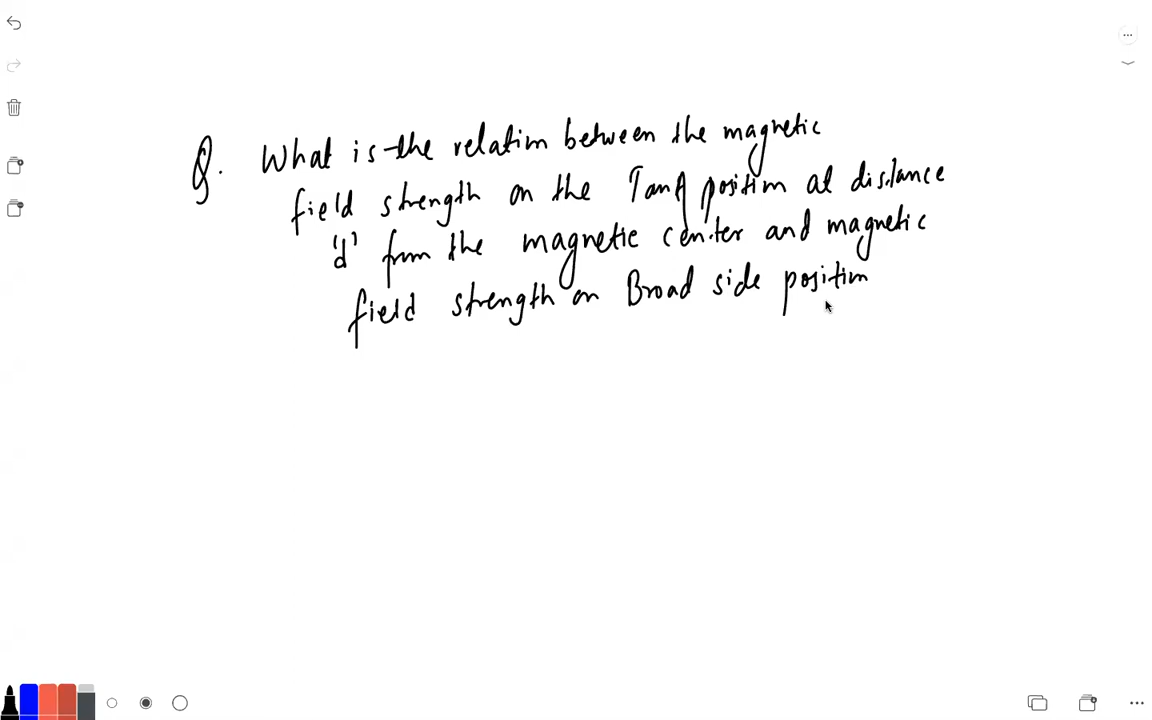 Q. What is the relation between the magnetic
field strength on the TanA position at distance
'd' from the magnetic center and magnetic
field strength on Broad side position